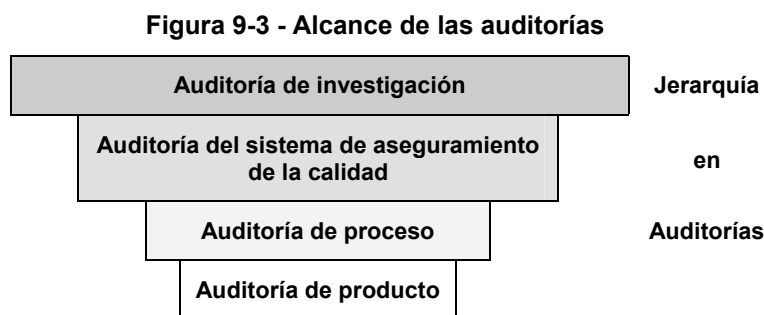 Figura 9-3 - Alcance de las auditorías
Auditoría de investigación
Jerarquía
Auditoría del sistema de aseguramiento
de la calidad
en
Auditoría de proceso
Auditorías
Auditoría de producto